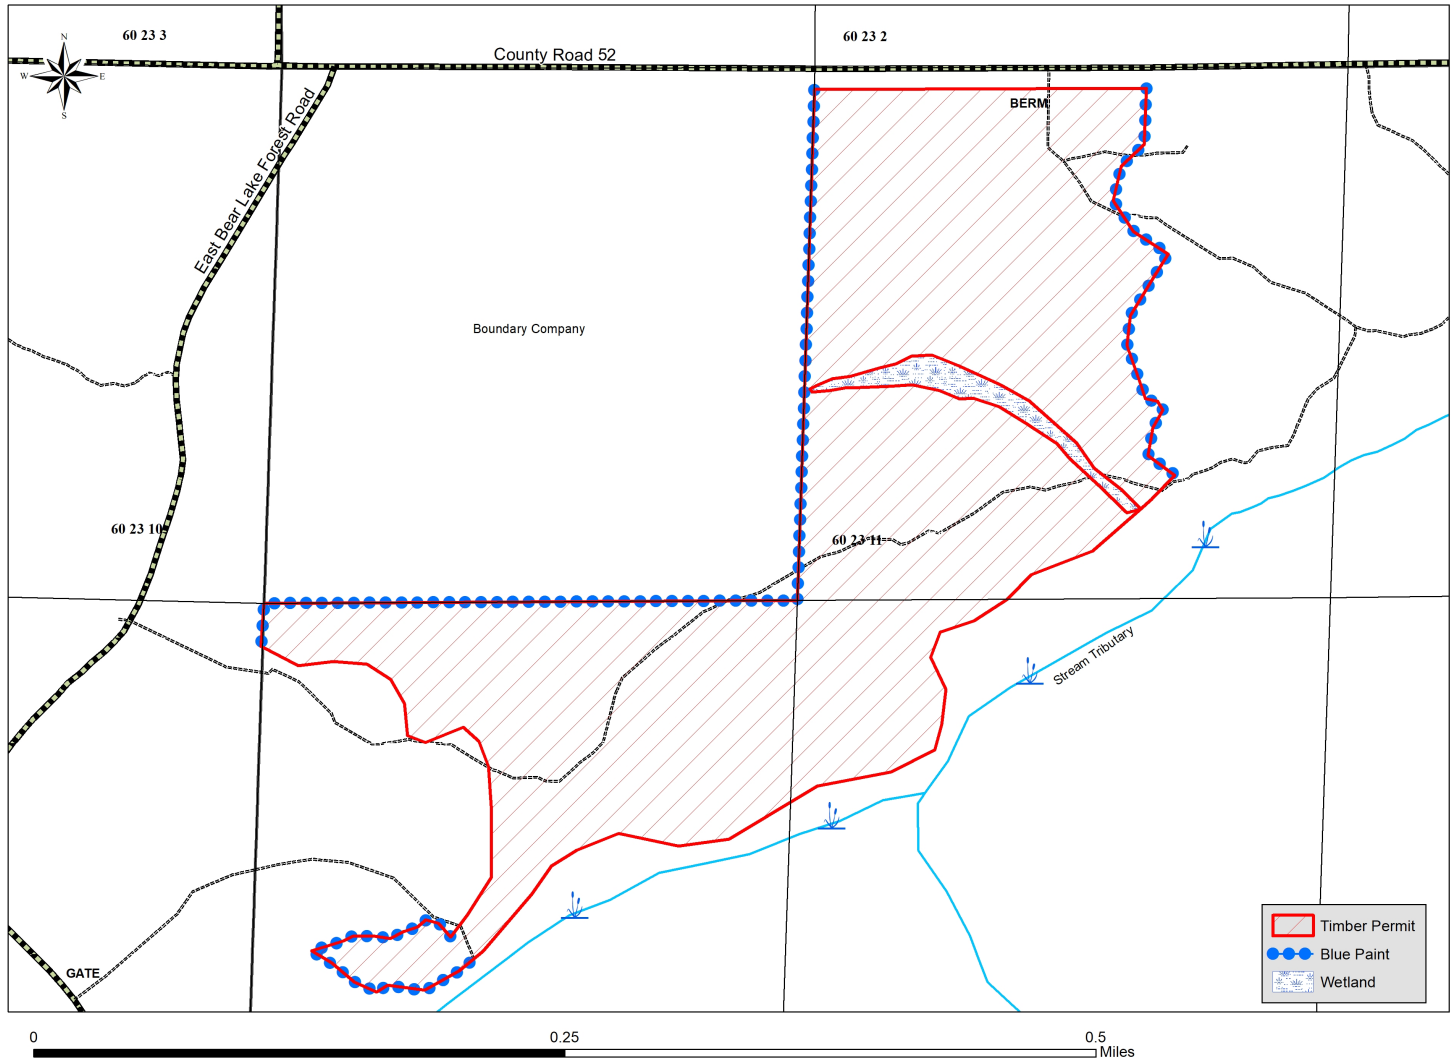 60 23 3
60 23 2
N
W E
S
County Road 52
BERM
East Bear Lake Forest Road
Boundary Company
60 23 10
60 23 11
Stream Tributary
GATE
Timber Permit
Blue Paint
Wetland
0 0.25 0.5
Miles